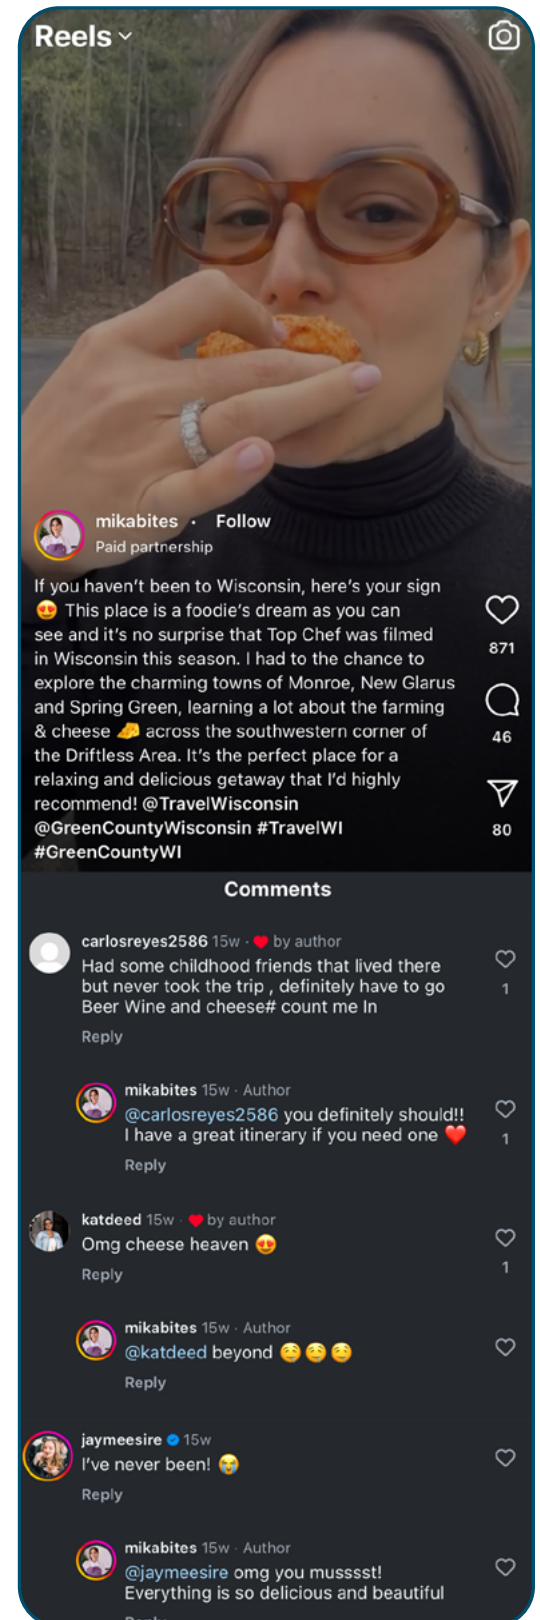 Reels
mikabites · Follow
Paid partnership
If you haven't been to Wisconsin, here's your sign
😍 This place is a foodie's dream as you can
see and it's no surprise that Top Chef was filmed
in Wisconsin this season. I had to the chance to
explore the charming towns of Monroe, New Glarus
and Spring Green, learning a lot about the farming
& cheese 🧀 across the southwestern corner of
the Driftless Area. It's the perfect place for a
relaxing and delicious getaway that I'd highly
recommend! @TravelWisconsin
@GreenCountyWisconsin #TravelWI
#GreenCountyWI
871
46
80
Comments
carlosreyes2586 15w · ❤️ by author
Had some childhood friends that lived there
but never took the trip , definitely have to go
Beer Wine and cheese# count me In
1
Reply
mikabites 15w · Author
@carlosreyes2586 you definitely should!!
I have a great itinerary if you need one ❤️
1
Reply
katdeed 15w · ❤️ by author
Omg cheese heaven 😍
1
Reply
mikabites 15w · Author
@katdeed beyond 🤤🤤🤤
Reply
jaymeesire 15w
I've never been! 😭
Reply
mikabites 15w · Author
@jaymeesire omg you musssst!
Everything is so delicious and beautiful